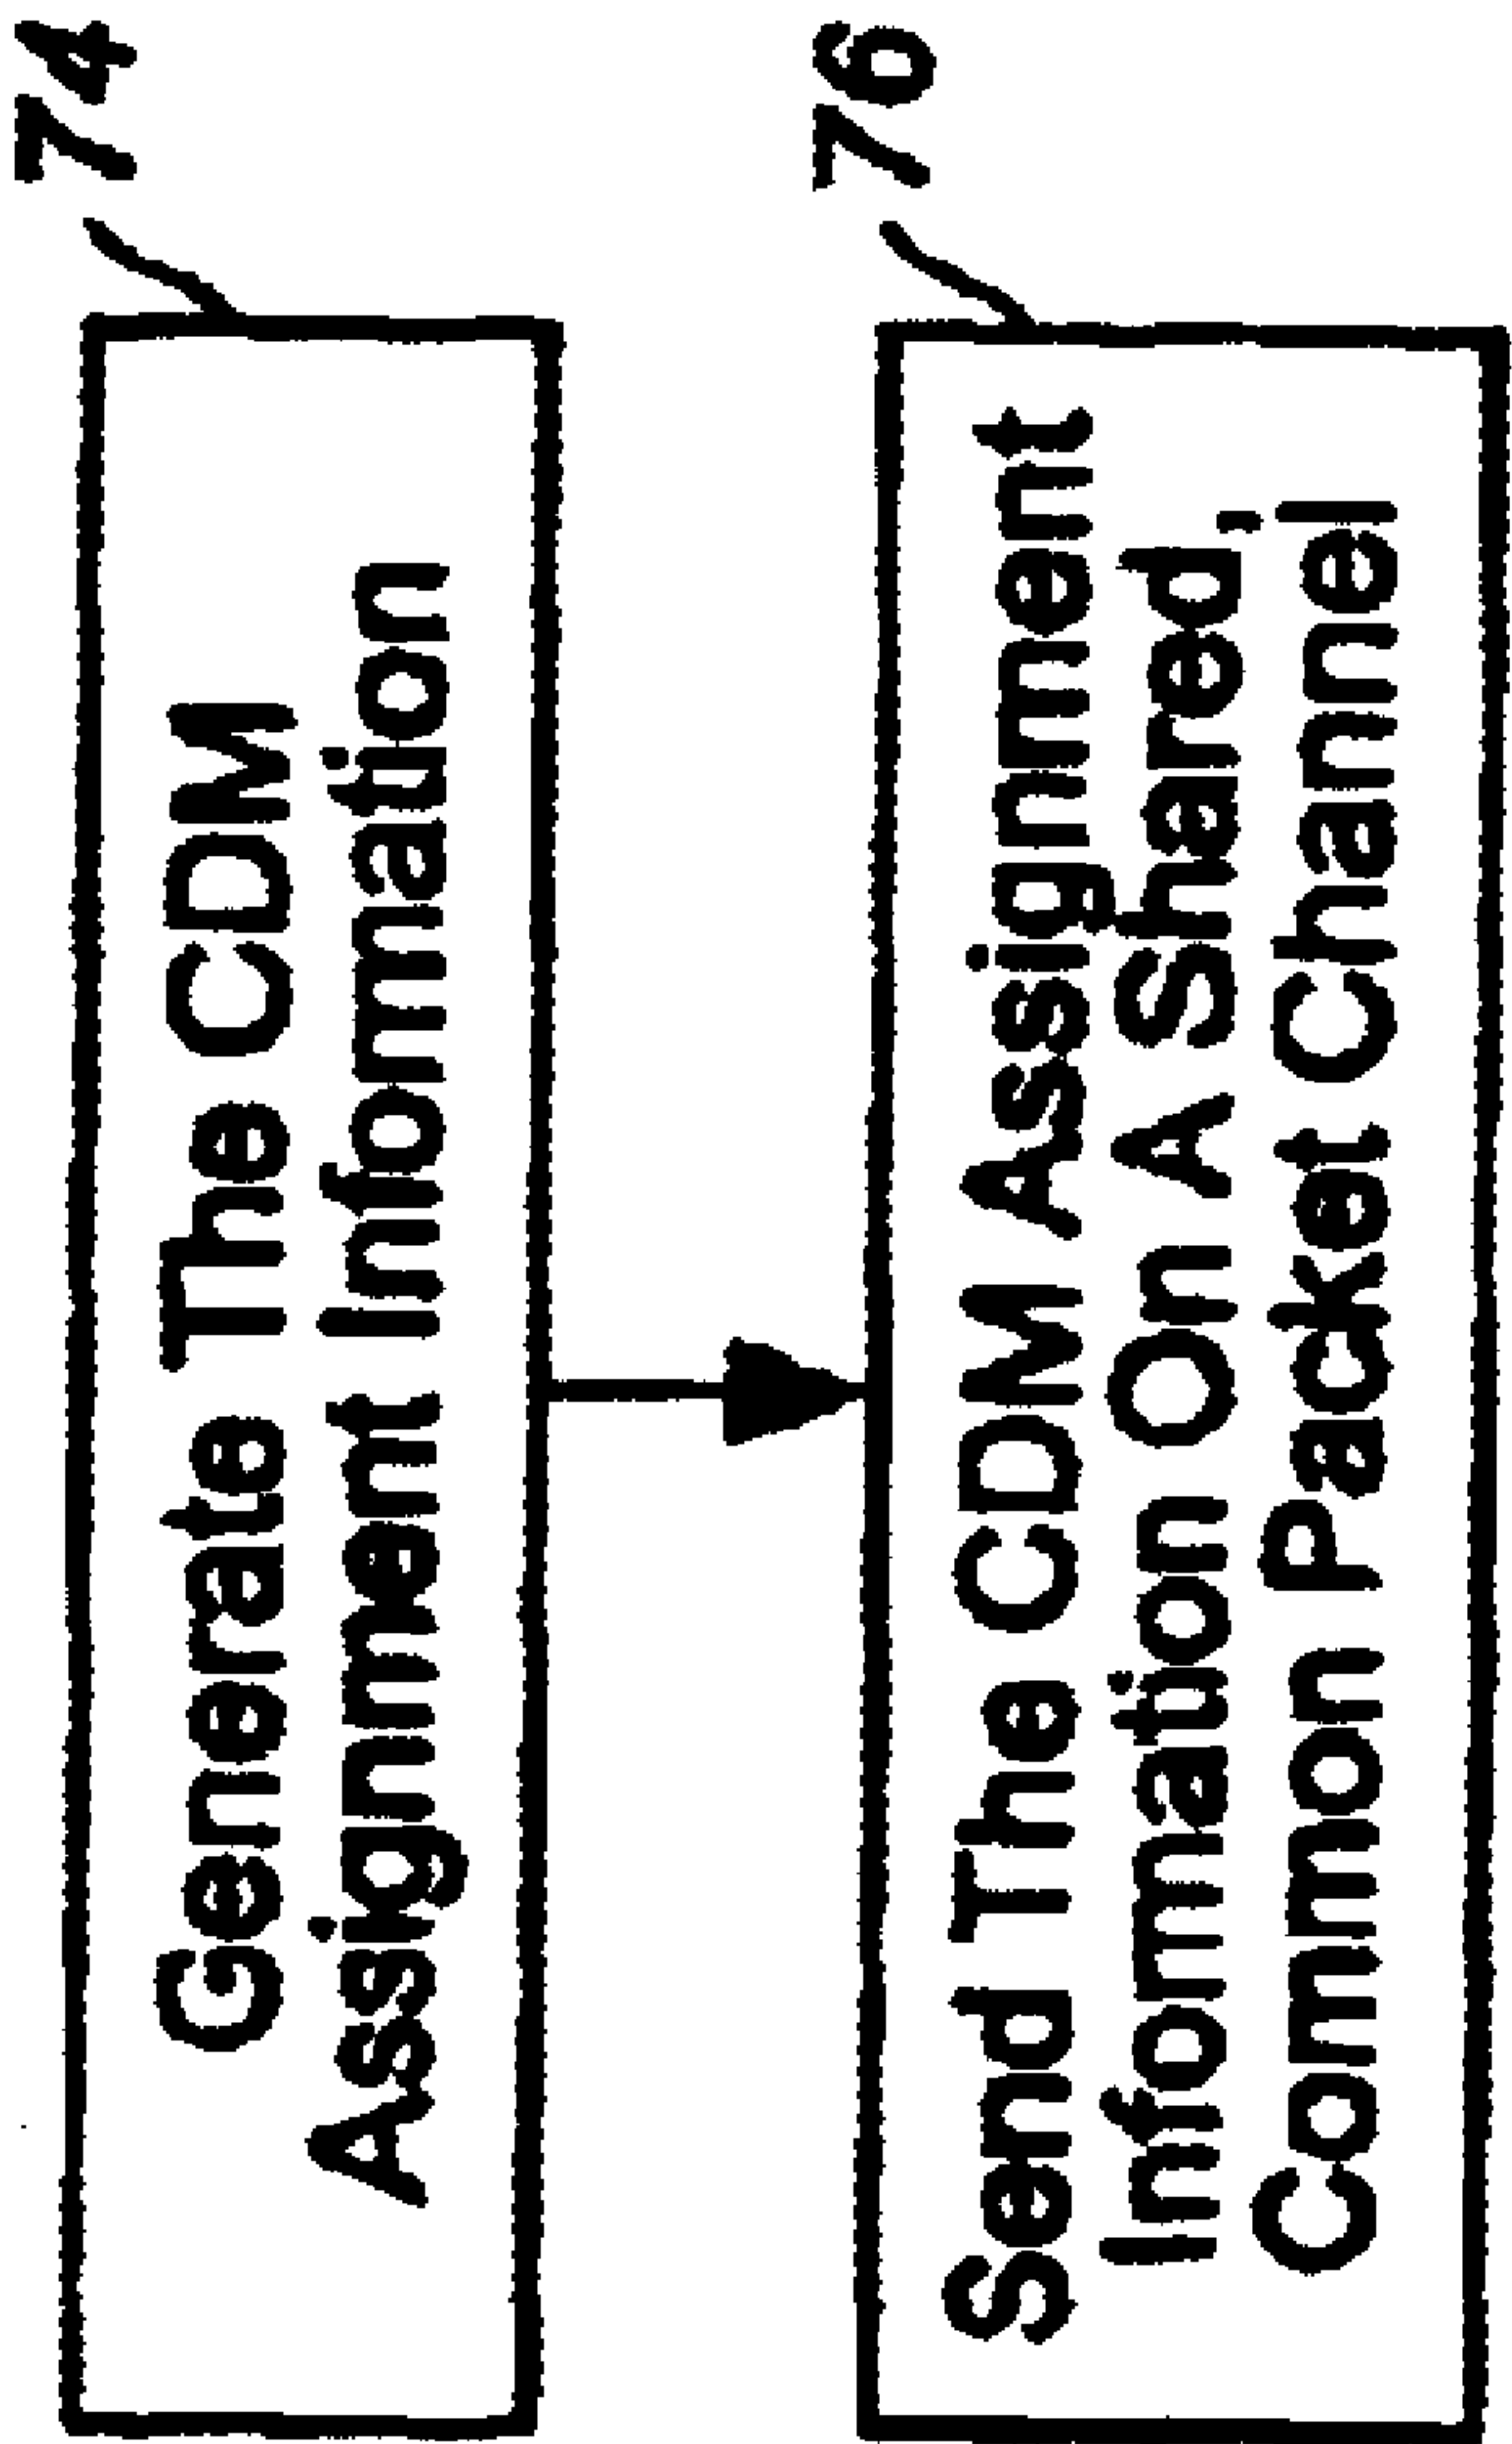 74
Generate The CDM
Assignment Information
76
Send The CDM Assignment
Information On A Shared,
Common Packet Channel